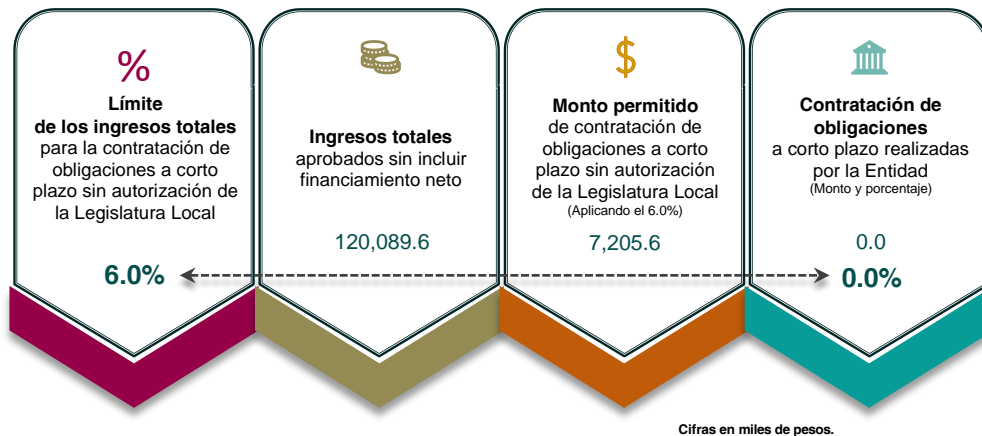 %
Límite
de los ingresos totales
para la contratación de
obligaciones a corto
plazo sin autorización de
la Legislatura Local
6.0%
Ingresos totales
aprobados sin incluir
financiamiento neto
120,089.6
$
Monto permitido
de contratación de
obligaciones a corto
plazo sin autorización
de la Legislatura Local
(Aplicando el 6.0%)
7,205.6
Contratación de
obligaciones
a corto plazo realizadas
por la Entidad
(Monto y porcentaje)
0.0
0.0%
Cifras en miles de pesos.